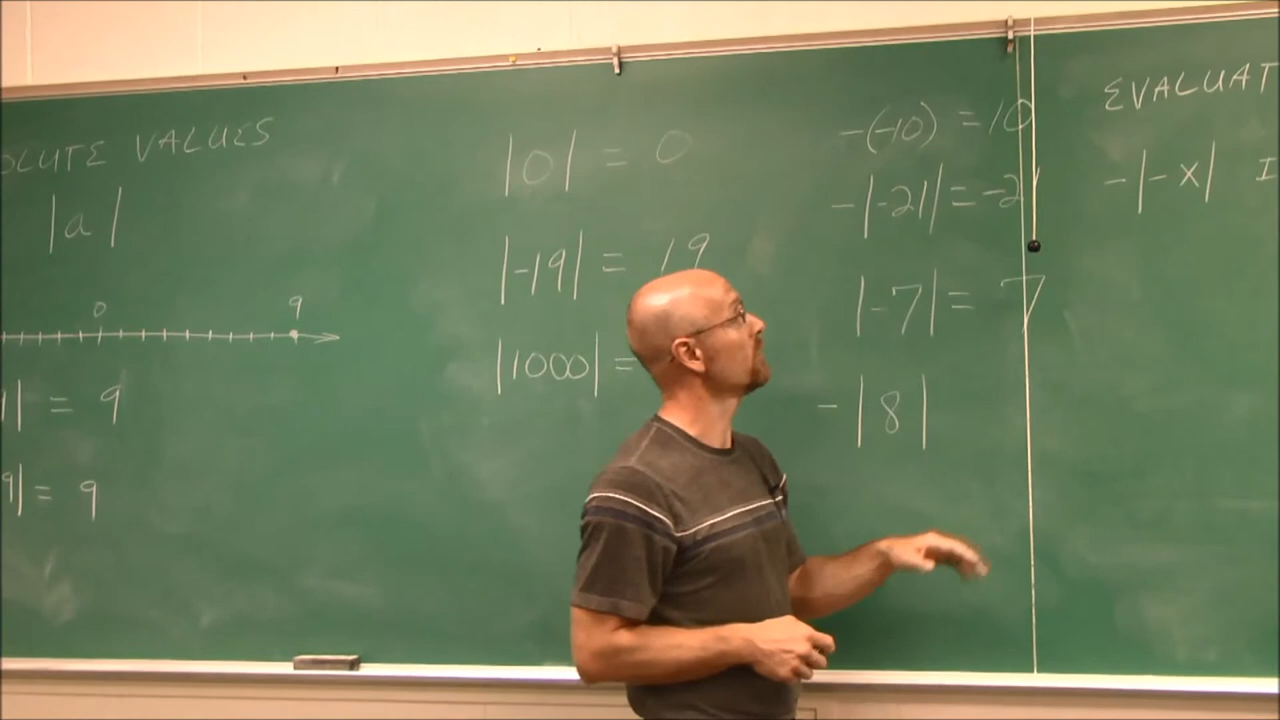 OLUTE VALUES
|a|
0 9
9| = 9
9| = 9
|0| = 0
|-19| = 19
|1000| =
-(-10) = 10
-|-21| = -21
|-7| = 7
-|8|
EVALUAT
-|-x| I